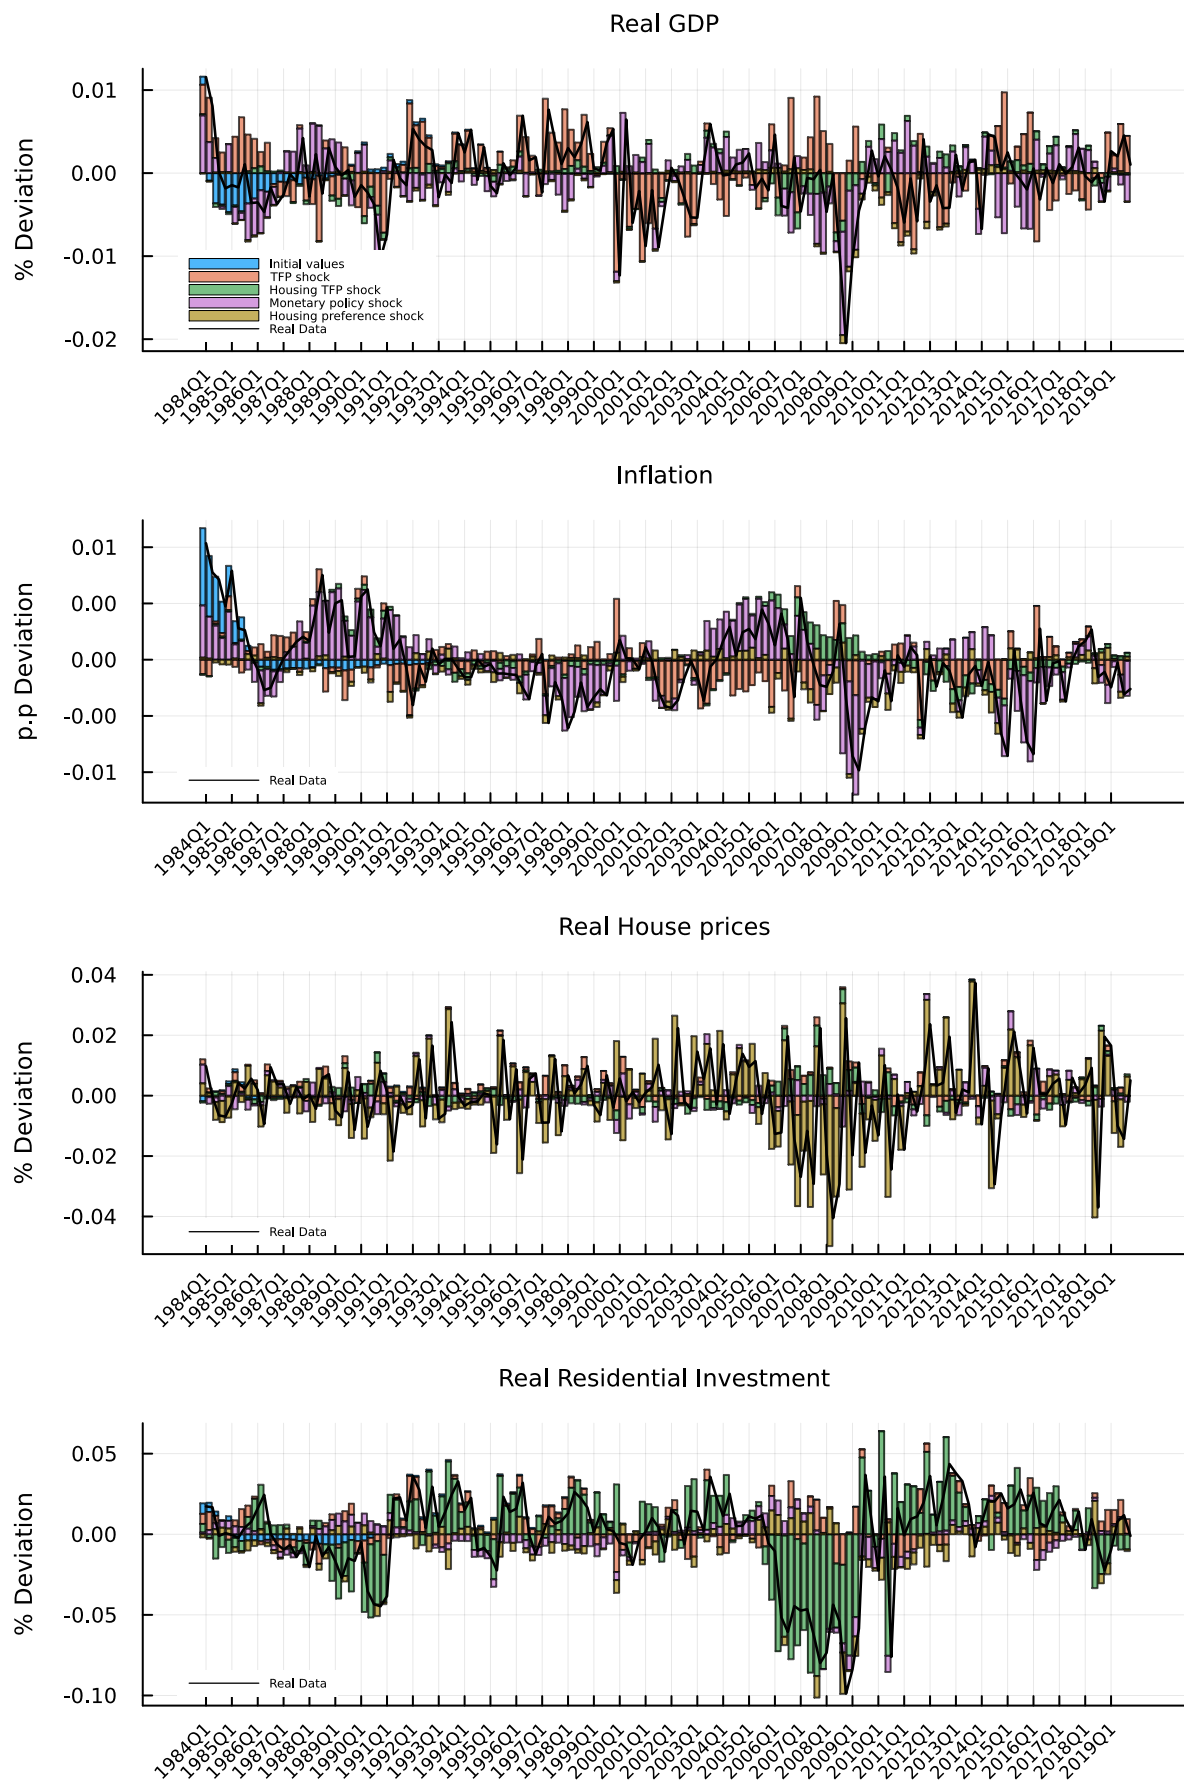 Real GDP
% Deviation
0.01
0.00
-0.01
-0.02
Initial values
TFP shock
Housing TFP shock
Monetary policy shock
Housing preference shock
Real Data
1984Q1 1985Q1 1986Q1 1987Q1 1988Q1 1989Q1 1990Q1 1991Q1 1992Q1 1993Q1 1994Q1 1995Q1 1996Q1 1997Q1 1998Q1 1999Q1 2000Q1 2001Q1 2002Q1 2003Q1 2004Q1 2005Q1 2006Q1 2007Q1 2008Q1 2009Q1 2010Q1 2011Q1 2012Q1 2013Q1 2014Q1 2015Q1 2016Q1 2017Q1 2018Q1 2019Q1
Inflation
p.p Deviation
0.01
0.00
0.00
-0.00
-0.01
Real Data
1984Q1 1985Q1 1986Q1 1987Q1 1988Q1 1989Q1 1990Q1 1991Q1 1992Q1 1993Q1 1994Q1 1995Q1 1996Q1 1997Q1 1998Q1 1999Q1 2000Q1 2001Q1 2002Q1 2003Q1 2004Q1 2005Q1 2006Q1 2007Q1 2008Q1 2009Q1 2010Q1 2011Q1 2012Q1 2013Q1 2014Q1 2015Q1 2016Q1 2017Q1 2018Q1 2019Q1
Real House prices
% Deviation
0.04
0.02
0.00
-0.02
-0.04
Real Data
1984Q1 1985Q1 1986Q1 1987Q1 1988Q1 1989Q1 1990Q1 1991Q1 1992Q1 1993Q1 1994Q1 1995Q1 1996Q1 1997Q1 1998Q1 1999Q1 2000Q1 2001Q1 2002Q1 2003Q1 2004Q1 2005Q1 2006Q1 2007Q1 2008Q1 2009Q1 2010Q1 2011Q1 2012Q1 2013Q1 2014Q1 2015Q1 2016Q1 2017Q1 2018Q1 2019Q1
Real Residential Investment
% Deviation
0.05
0.00
-0.05
-0.10
Real Data
1984Q1 1985Q1 1986Q1 1987Q1 1988Q1 1989Q1 1990Q1 1991Q1 1992Q1 1993Q1 1994Q1 1995Q1 1996Q1 1997Q1 1998Q1 1999Q1 2000Q1 2001Q1 2002Q1 2003Q1 2004Q1 2005Q1 2006Q1 2007Q1 2008Q1 2009Q1 2010Q1 2011Q1 2012Q1 2013Q1 2014Q1 2015Q1 2016Q1 2017Q1 2018Q1 2019Q1